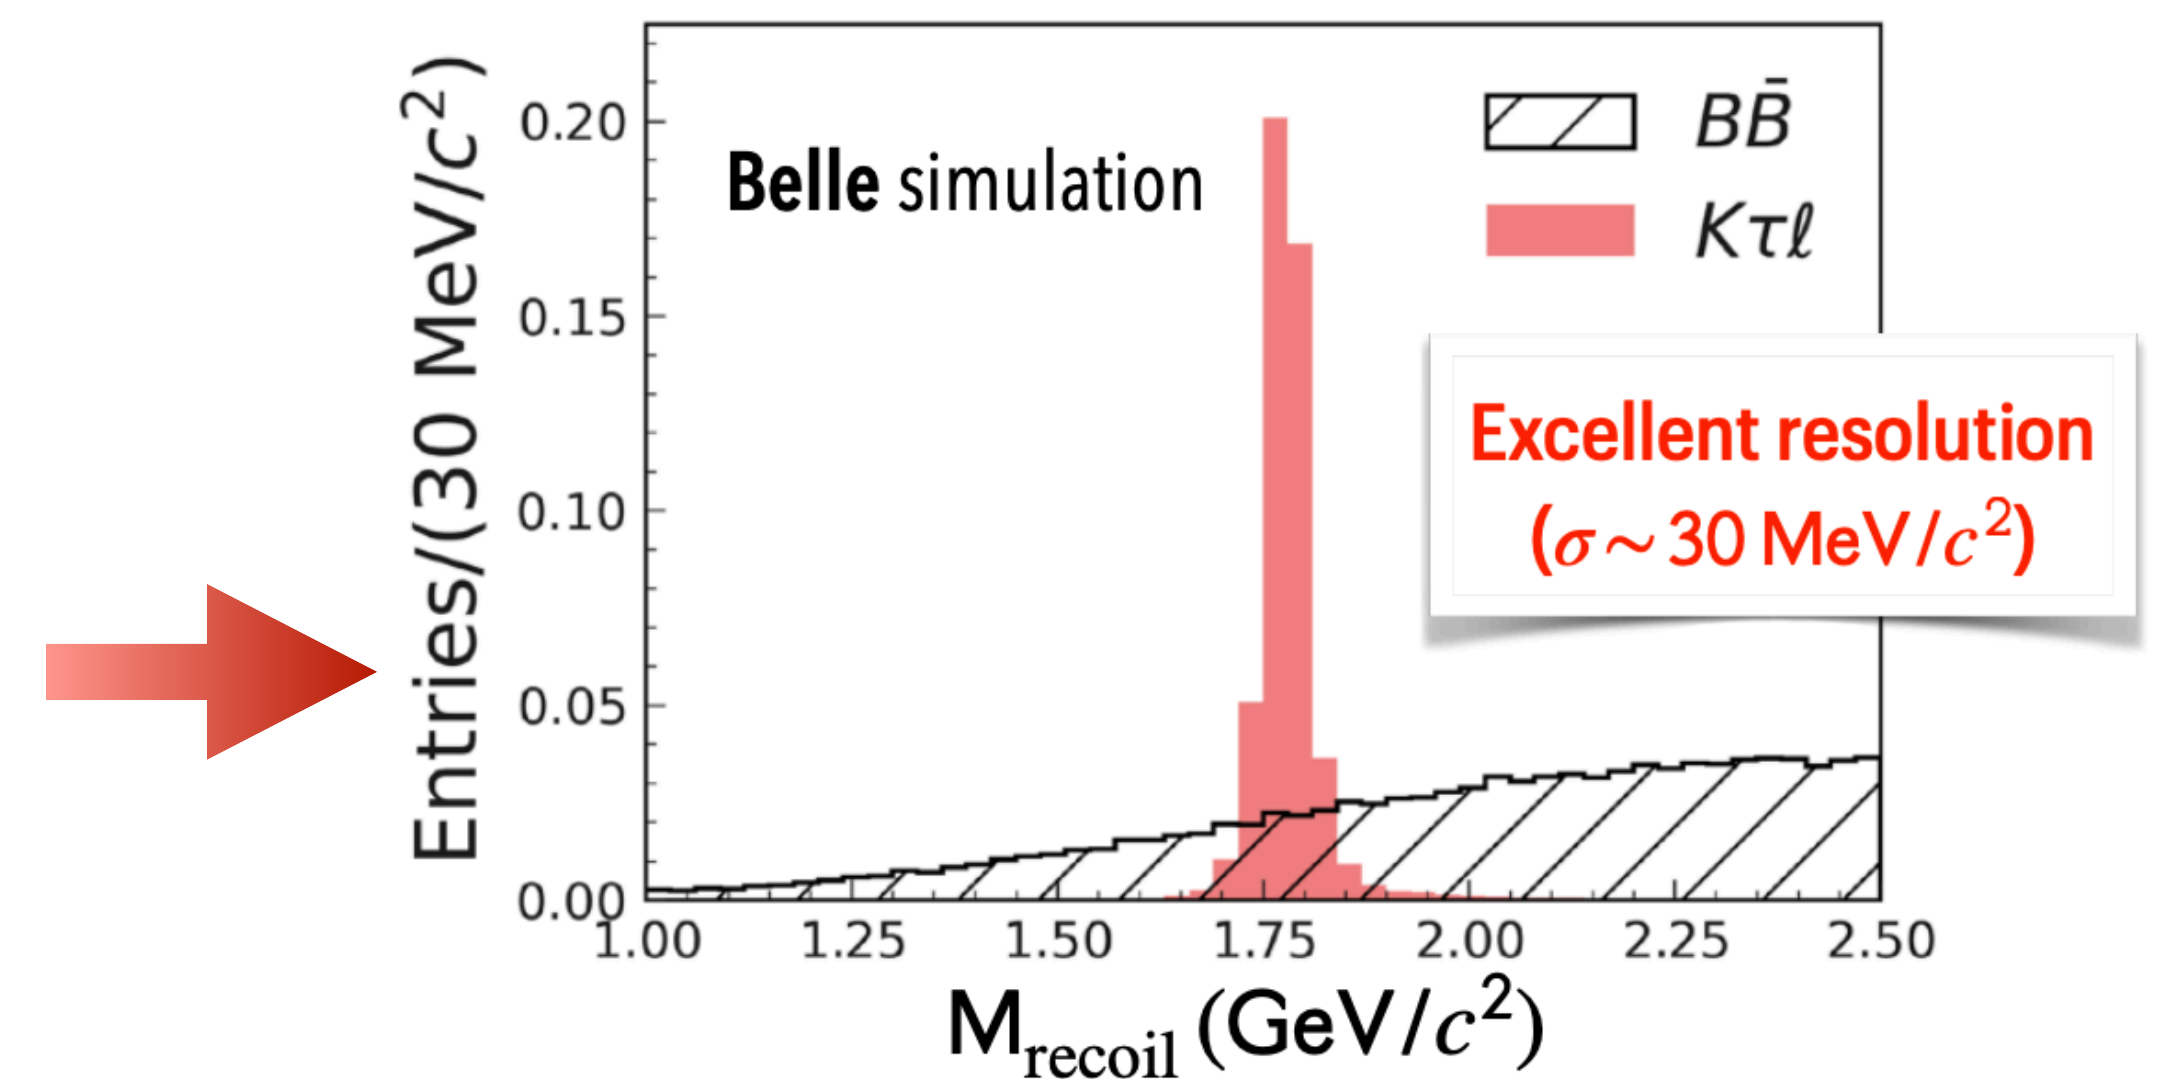 Entries/(30 MeV/c²)
0.20
0.15
0.10
0.05
0.00
Belle simulation
BB̄
Kτℓ
Excellent resolution
(σ~30 MeV/c²)
1.00 1.25 1.50 1.75 2.00 2.25 2.50
M_recoil (GeV/c²)